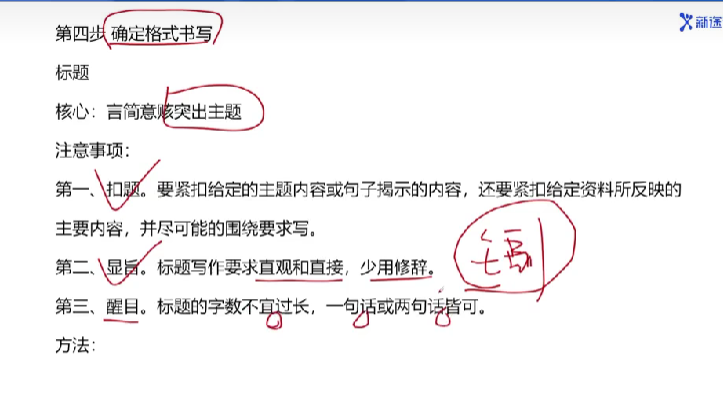 第四步 确定格式书写
标题
核心：言简意赅突出主题
注意事项：
第一、扣题。要紧扣给定的主题内容或句子揭示的内容，还要紧扣给定资料所反映的
主要内容，并尽可能的围绕要求写。
第二、显旨。标题写作要求直观和直接，少用修辞。
第三、醒目。标题的字数不宜过长，一句话或两句话皆可。
方法：